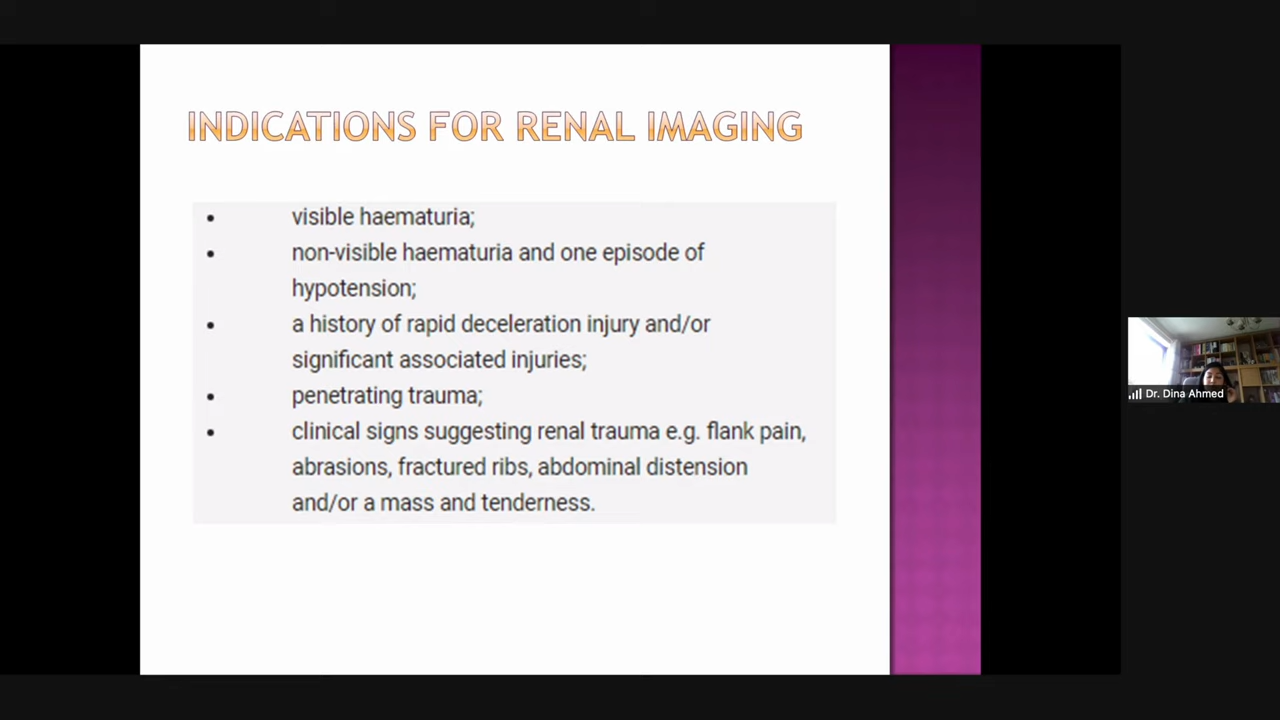 INDICATIONS FOR RENAL IMAGING
• visible haematuria;
• non-visible haematuria and one episode of
hypotension;
• a history of rapid deceleration injury and/or
significant associated injuries;
• penetrating trauma;
• clinical signs suggesting renal trauma e.g. flank pain,
abrasions, fractured ribs, abdominal distension
and/or a mass and tenderness.
Dr. Dina Ahmed